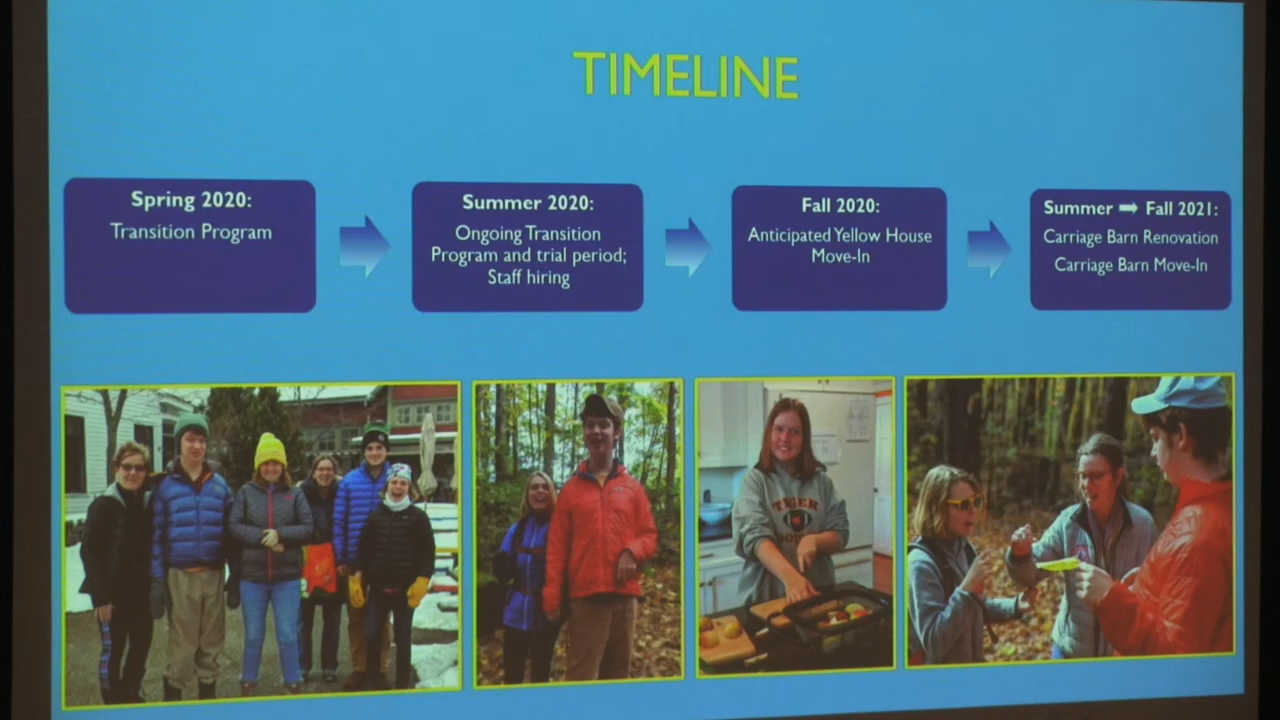 TIMELINE
Spring 2020:
Transition Program
Summer 2020:
Ongoing Transition
Program and trial period;
Staff hiring
Fall 2020:
Anticipated Yellow House
Move-In
Summer ➡ Fall 2021:
Carriage Barn Renovation
Carriage Barn Move-In
TIGER